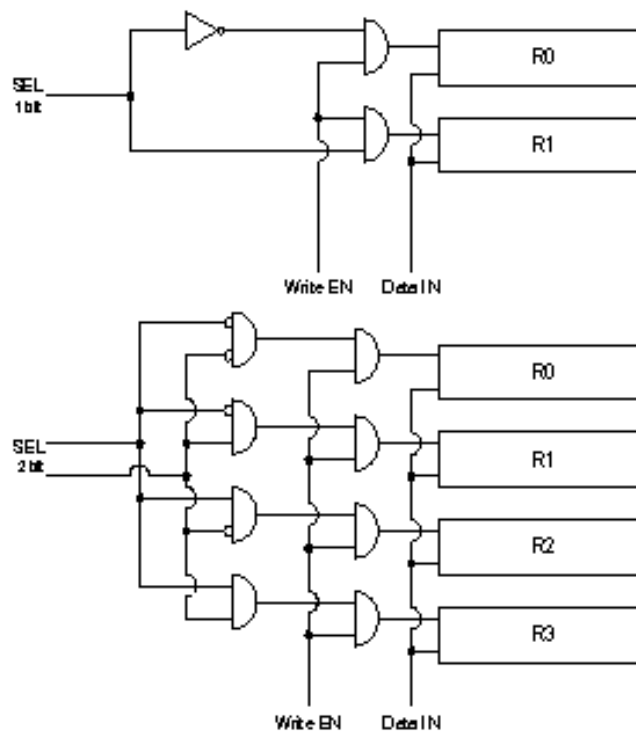 R0
SEL
1 bit
R1
Write EN Data IN
R0
SEL
2 bit
R1
R2
R3
Write EN Data IN